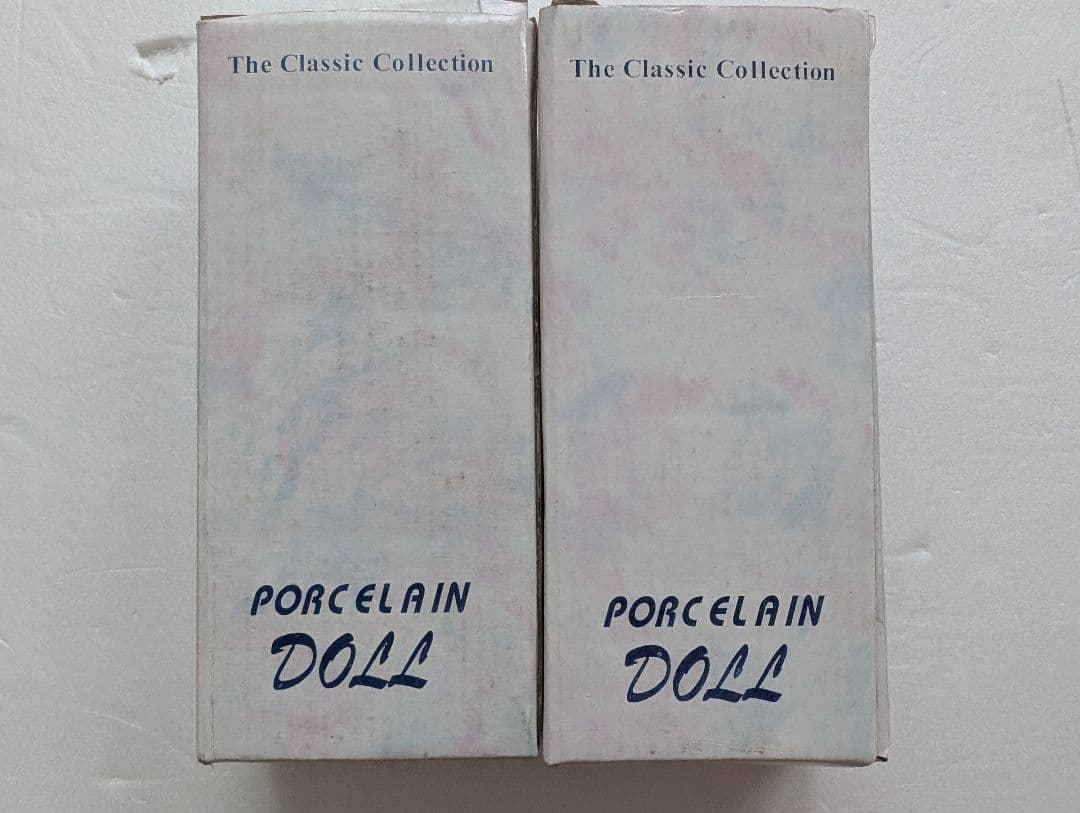 The Classic Collection
PORCELAIN
DOLL
The Classic Collection
PORCELAIN
DOLL